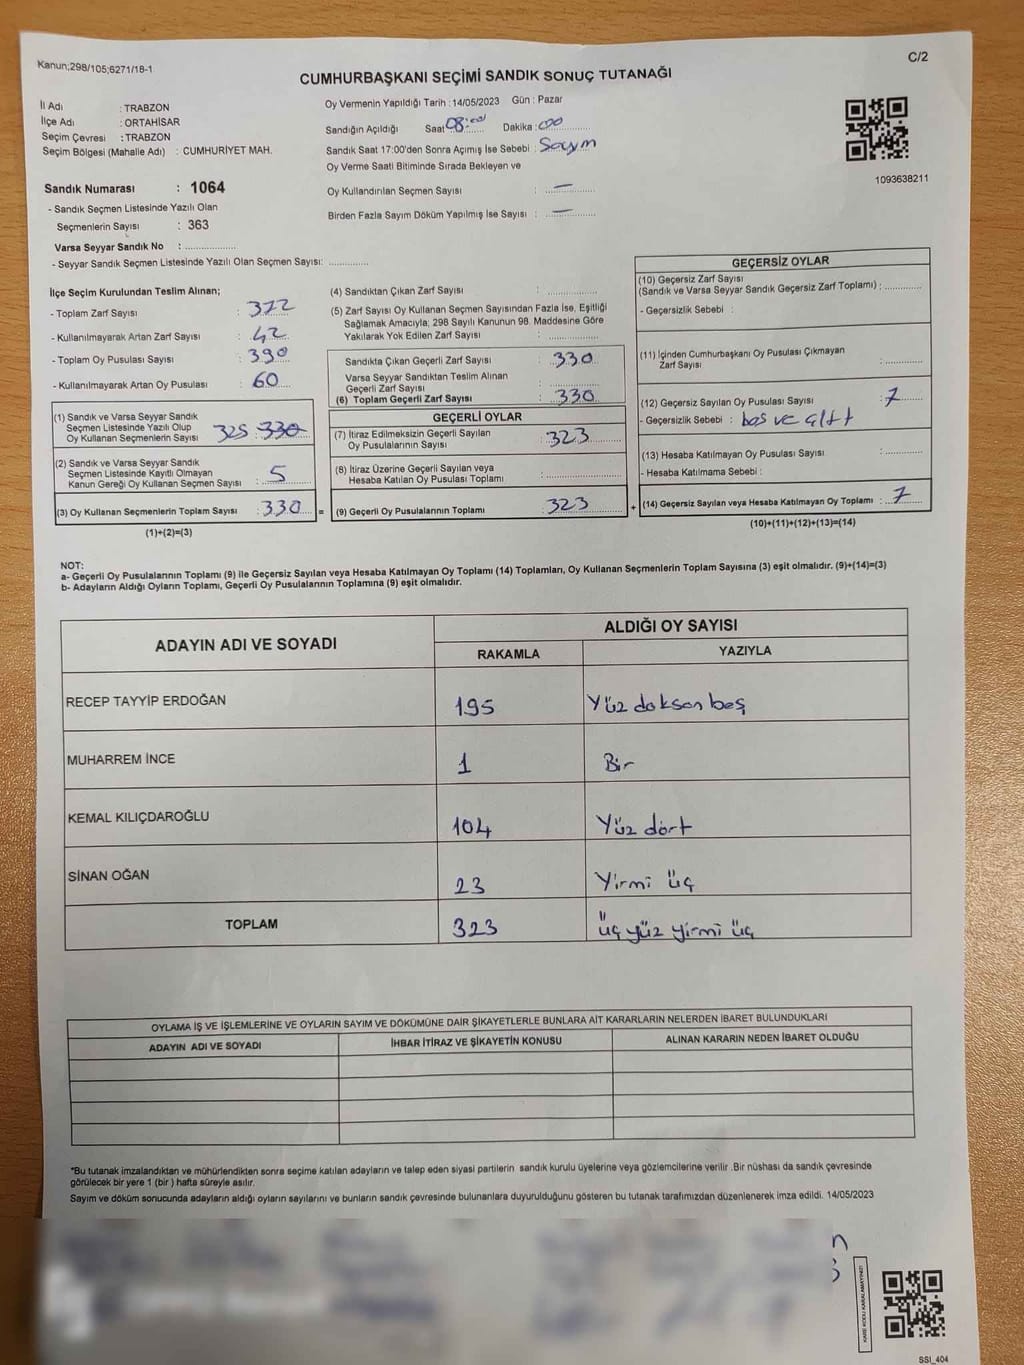 Kanun;298/105;6271/18-1
C/2
CUMHURBAŞKANI SEÇİMİ SANDIK SONUÇ TUTANAĞI
İl Adı : TRABZON
İlçe Adı : ORTAHİSAR
Seçim Çevresi : TRABZON
Seçim Bölgesi (Mahalle Adı) : CUMHURİYET MAH.
Sandık Numarası : 1064
- Sandık Seçmen Listesinde Yazılı Olan
Seçmenlerin Sayısı : 363
Varsa Seyyar Sandık No : ................
- Seyyar Sandık Seçmen Listesinde Yazılı Olan Seçmen Sayısı: ............
Oy Vermenin Yapıldığı Tarih : 14/05/2023 Gün : Pazar
Sandığın Açıldığı Saat 08:00 Dakika : 00
Sandık Saat 17:00'den Sonra Açımış İse Sebebi : Sayım
Oy Verme Saati Bitiminde Sırada Bekleyen ve
Oy Kullandırılan Seçmen Sayısı : —
Birden Fazla Sayım Döküm Yapılmış İse Sayısı : —
1093638211
İlçe Seçim Kurulundan Teslim Alınan;
- Toplam Zarf Sayısı : 372
- Kullanılmayarak Artan Zarf Sayısı : 42
- Toplam Oy Pusulası Sayısı : 390
- Kullanılmayarak Artan Oy Pusulası : 60
(1) Sandık ve Varsa Seyyar Sandık
Seçmen Listesinde Yazılı Olup
Oy Kullanan Seçmenlerin Sayısı 325 : 330
(2) Sandık ve Varsa Seyyar Sandık
Seçmen Listesinde Kayıtlı Olmayan
Kanun Gereği Oy Kullanan Seçmen Sayısı : 5
(3) Oy Kullanan Seçmenlerin Toplam Sayısı : 330
(1)+(2)=(3)
(4) Sandıktan Çıkan Zarf Sayısı : ............
(5) Zarf Sayısı Oy Kullanan Seçmen Sayısından Fazla İse, Eşitliği
Sağlamak Amacıyla; 298 Sayılı Kanunun 98. Maddesine Göre
Yakılarak Yok Edilen Zarf Sayısı : ............
Sandıkta Çıkan Geçerli Zarf Sayısı : 330
Varsa Seyyar Sandıktan Teslim Alınan
Geçerli Zarf Sayısı : ............
(6) Toplam Geçerli Zarf Sayısı : 330
GEÇERLİ OYLAR
(7) İtiraz Edilmeksizin Geçerli Sayılan
Oy Pusulalarının Sayısı : 323
(8) İtiraz Üzerine Geçerli Sayılan veya
Hesaba Katılan Oy Pusulası Toplamı : ............
= (9) Geçerli Oy Pusulalarının Toplamı : 323
GEÇERSİZ OYLAR
(10) Geçersiz Zarf Sayısı
(Sandık ve Varsa Seyyar Sandık Geçersiz Zarf Toplamı) : ............
- Geçersizlik Sebebi :
(11) İçinden Cumhurbaşkanı Oy Pusulası Çıkmayan
Zarf Sayısı : ............
(12) Geçersiz Sayılan Oy Pusulası Sayısı : 7
- Geçersizlik Sebebi : boş ve çift
(13) Hesaba Katılmayan Oy Pusulası Sayısı : ............
- Hesaba Katılmama Sebebi :
+ (14) Geçersiz Sayılan veya Hesaba Katılmayan Oy Toplamı : 7
(10)+(11)+(12)+(13)=(14)
NOT:
a- Geçerli Oy Pusulalarının Toplamı (9) ile Geçersiz Sayılan veya Hesaba Katılmayan Oy Toplamı (14) Toplamları, Oy Kullanan Seçmenlerin Toplam Sayısına (3) eşit olmalıdır. (9)+(14)=(3)
b- Adayların Aldığı Oyların Toplamı, Geçerli Oy Pusulalarının Toplamına (9) eşit olmalıdır.
ADAYIN ADI VE SOYADI
ALDIĞI OY SAYISI
RAKAMLA YAZIYLA
RECEP TAYYİP ERDOĞAN 195 Yüz doksan beş
MUHARREM İNCE 1 Bir
KEMAL KILIÇDAROĞLU 104 Yüz dört
SİNAN OĞAN 23 Yirmi üç
TOPLAM 323 üç yüz yirmi üç
OYLAMA İŞ VE İŞLEMLERİNE VE OYLARIN SAYIM VE DÖKÜMÜNE DAİR ŞİKAYETLERLE BUNLARA AİT KARARLARIN NELERDEN İBARET BULUNDUKLARI
ADAYIN ADI VE SOYADI İHBAR İTİRAZ VE ŞİKAYETİN KONUSU ALINAN KARARIN NEDEN İBARET OLDUĞU
*Bu tutanak imzalandıktan ve mühürlendikten sonra seçime katılan adayların ve talep eden siyasi partilerin sandık kurulu üyelerine veya gözlemcilerine verilir .Bir nüshası da sandık çevresinde
görülecek bir yere 1 (bir ) hafta süreyle asılır.
Sayım ve döküm sonucunda adayların aldığı oyların sayılarını ve bunların sandık çevresinde bulunanlara duyurulduğunu gösteren bu tutanak tarafımızdan düzenlenerek imza edildi. 14/05/2023
KARE KODU KARALAMAYINIZ!
SSI_404